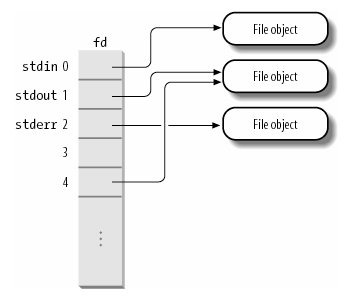 File object
fd
stdin 0
File object
stdout 1
stderr 2
File object
3
4